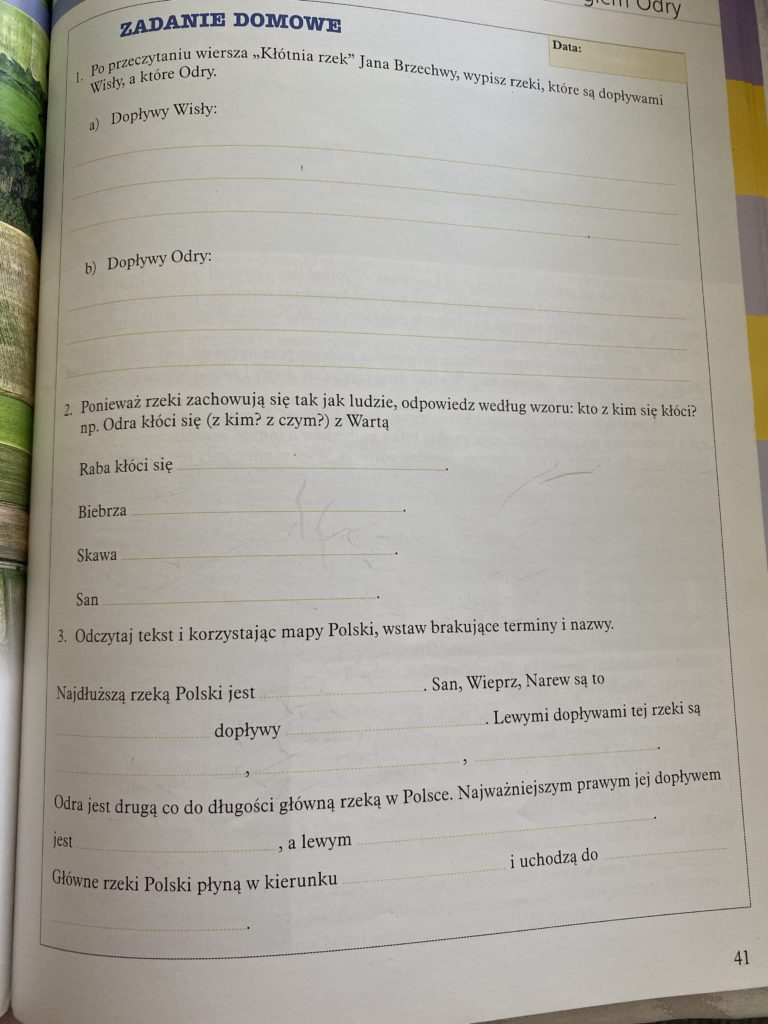 giem Odry
ZADANIE DOMOWE
Data:
1. Po przeczytaniu wiersza „Kłótnia rzek” Jana Brzechwy, wypisz rzeki, które są dopływami
Wisły, a które Odry.
a) Dopływy Wisły:
b) Dopływy Odry:
2. Ponieważ rzeki zachowują się tak jak ludzie, odpowiedz według wzoru: kto z kim się kłóci?
np. Odra kłóci się (z kim? z czym?) z Wartą
Raba kłóci się .
Biebrza .
Skawa .
San .
3. Odczytaj tekst i korzystając mapy Polski, wstaw brakujące terminy i nazwy.
Najdłuższą rzeką Polski jest . San, Wieprz, Narew są to
dopływy . Lewymi dopływami tej rzeki są
, , .
Odra jest drugą co do długości główną rzeką w Polsce. Najważniejszym prawym jej dopływem
jest , a lewym .
Główne rzeki Polski płyną w kierunku i uchodzą do
.
41